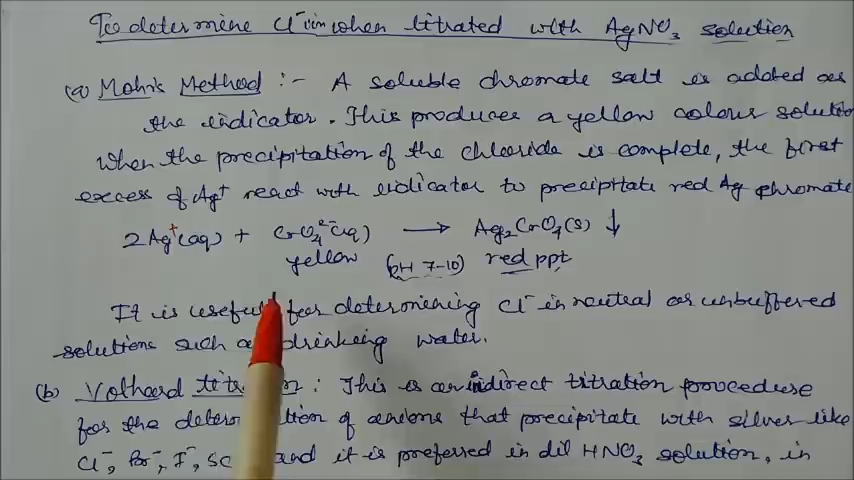 To determine Cl⁻ in when titrated with AgNO₃ solution
(a) Mohr's Method :- A soluble chromate salt is added as
the indicator. This produces a yellow colour solution
When the precipitation of the chloride is complete, the first
excess of Ag⁺ react with indicator to precipitate red Ag chromate
2Ag⁺(aq) + CrO₄²⁻(aq) → Ag₂CrO₄(s) ↓
yellow (pH 7-10) red ppt
It is useful for determining Cl⁻ in neutral or unbuffered
solutions such drinking water.
(b) Volhard titration : This is an indirect titration procedure
for the of anions that precipitate with silver like
Cl⁻, Br⁻, I⁻, and it is preferred in dil HNO₃ solution, in